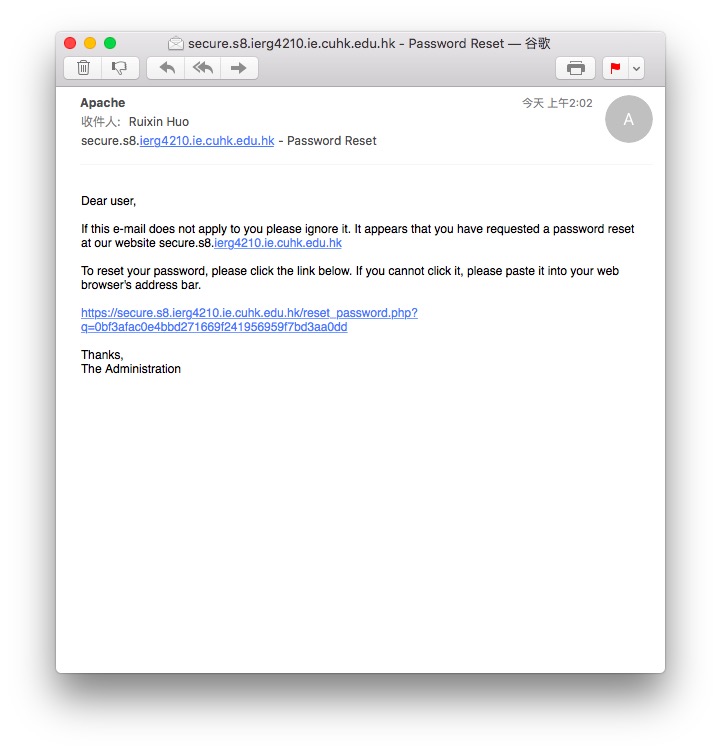 secure.s8.ierg4210.ie.cuhk.edu.hk - Password Reset — 谷歌
Apache
今天 上午2:02
A
收件人: Ruixin Huo
secure.s8.ierg4210.ie.cuhk.edu.hk - Password Reset
Dear user,
If this e-mail does not apply to you please ignore it. It appears that you have requested a password reset
at our website secure.s8.ierg4210.ie.cuhk.edu.hk
To reset your password, please click the link below. If you cannot click it, please paste it into your web
browser's address bar.
https://secure.s8.ierg4210.ie.cuhk.edu.hk/reset_password.php?
q=0bf3afac0e4bbd271669f241956959f7bd3aa0dd
Thanks,
The Administration